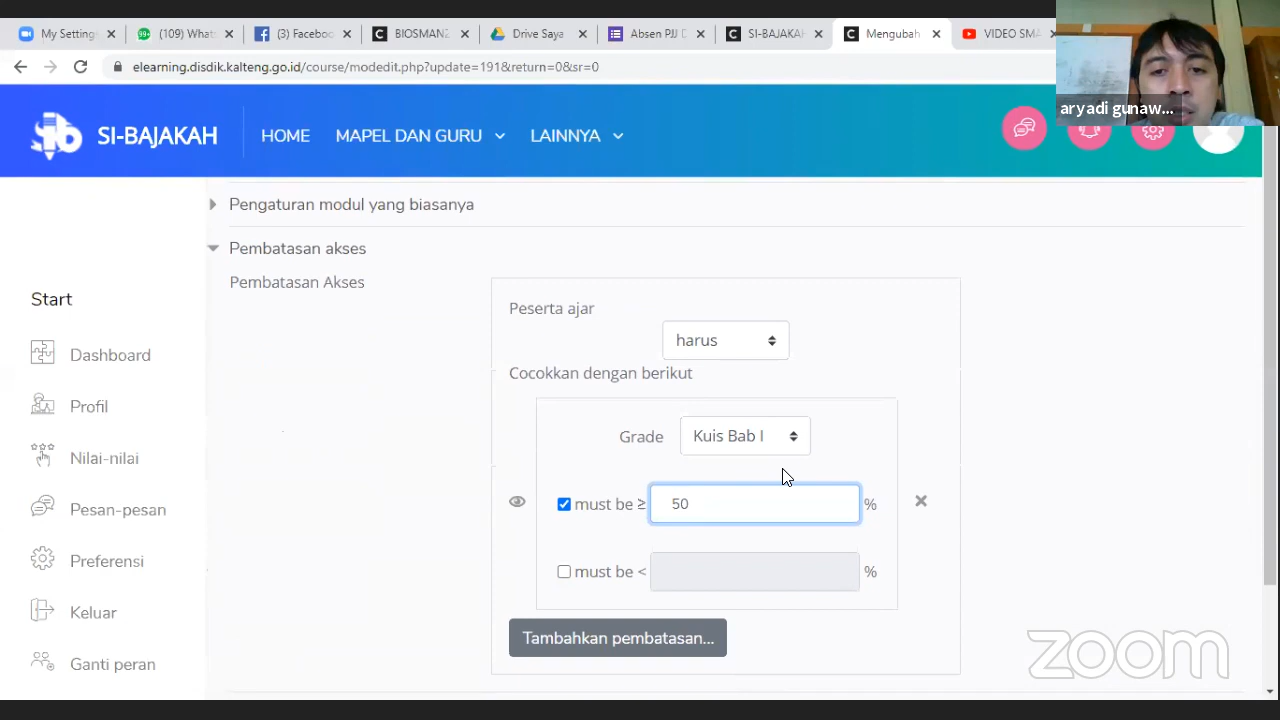 My Setting
(109) What
(3) Faceboo
BIOSMAN2
Drive Saya
Absen PJJ D
SI-BAJAKAH
Mengubah
VIDEO SMA
elearning.disdik.kalteng.go.id/course/modedit.php?update=191&return=0&sr=0
aryadi gunaw...
SI-BAJAKAH
HOME
MAPEL DAN GURU
LAINNYA
Pengaturan modul yang biasanya
Pembatasan akses
Pembatasan Akses
Peserta ajar
harus
Cocokkan dengan berikut
Grade Kuis Bab I
must be ≥ 50 %
must be < %
Tambahkan pembatasan...
Start
Dashboard
Profil
Nilai-nilai
Pesan-pesan
Preferensi
Keluar
Ganti peran
zoom